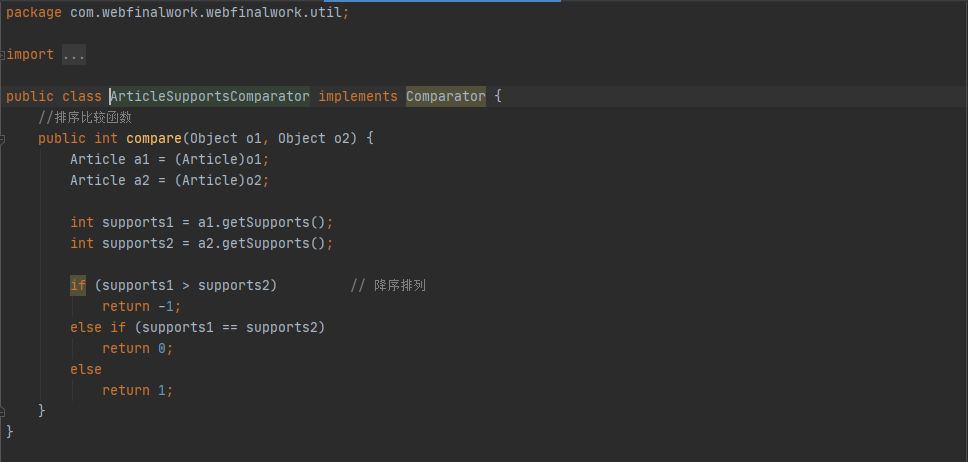 package com.webfinalwork.webfinalwork.util;
import ...
public class ArticleSupportsComparator implements Comparator {
//排序比较函数
public int compare(Object o1, Object o2) {
Article a1 = (Article)o1;
Article a2 = (Article)o2;
int supports1 = a1.getSupports();
int supports2 = a2.getSupports();
if (supports1 > supports2) // 降序排列
return -1;
else if (supports1 == supports2)
return 0;
else
return 1;
}
}